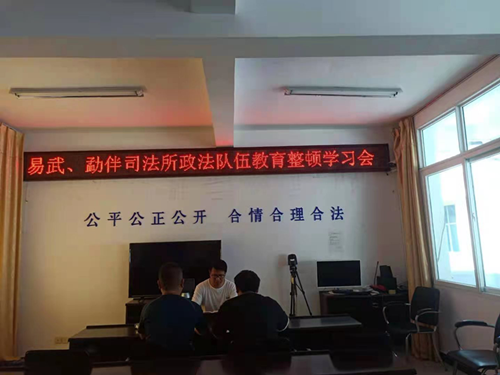 易武、勐伴司法所政法队伍教育整顿学习会
公平公正公开 合情合理合法